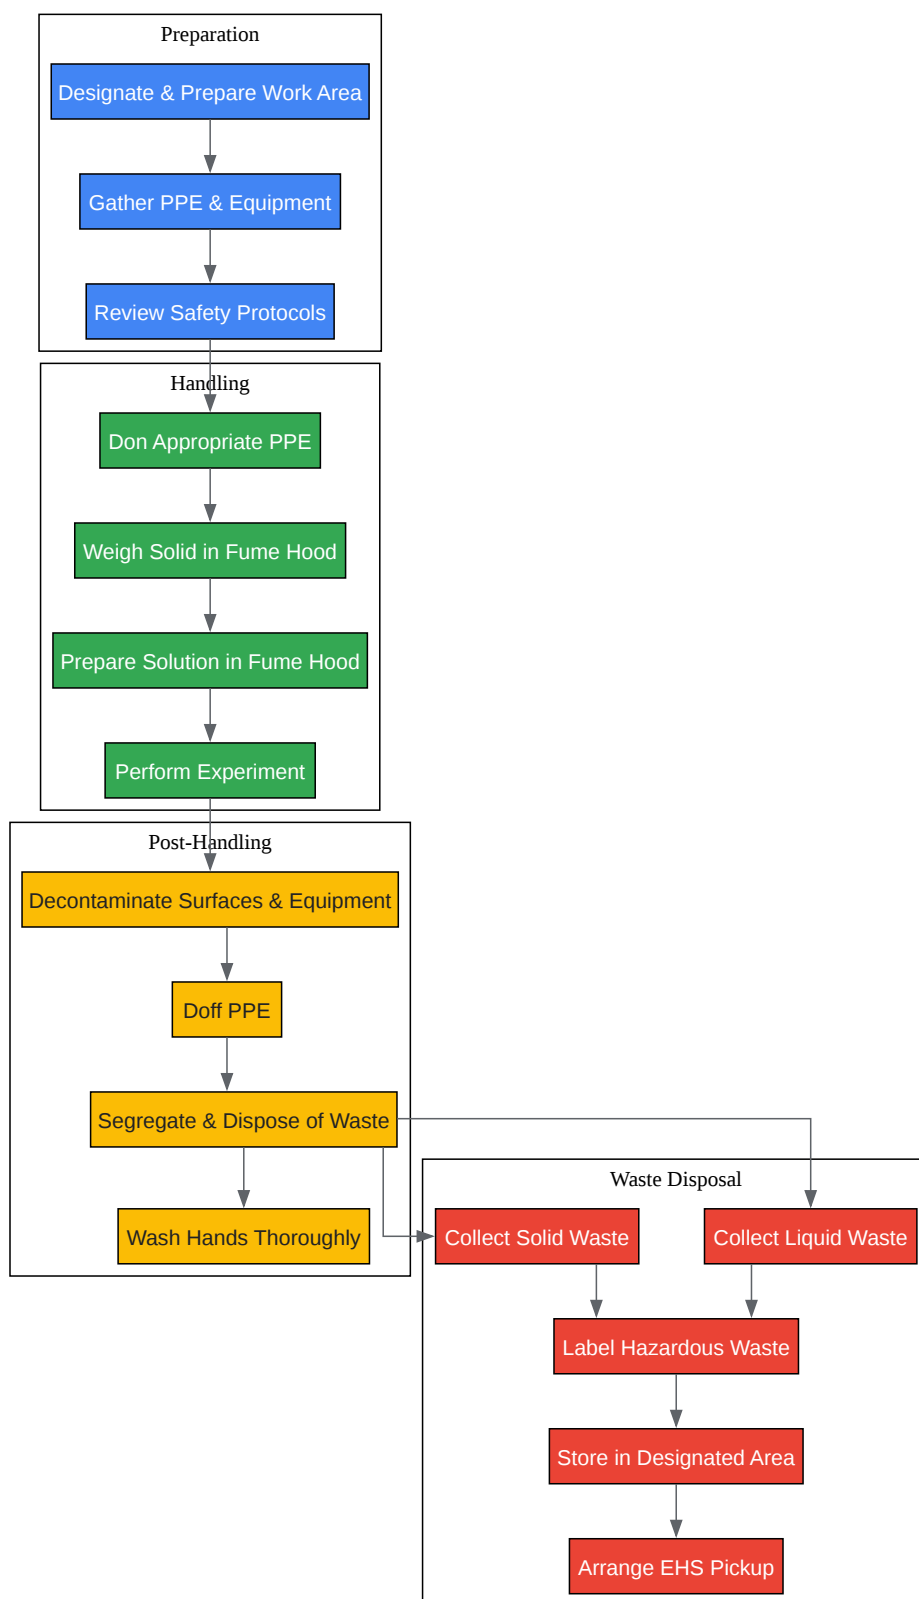 Preparation
Designate & Prepare Work Area
Gather PPE & Equipment
Review Safety Protocols
Handling
Don Appropriate PPE
Weigh Solid in Fume Hood
Prepare Solution in Fume Hood
Perform Experiment
Post-Handling
Decontaminate Surfaces & Equipment
Doff PPE
Segregate & Dispose of Waste
Wash Hands Thoroughly
Waste Disposal
Collect Solid Waste
Collect Liquid Waste
Label Hazardous Waste
Store in Designated Area
Arrange EHS Pickup